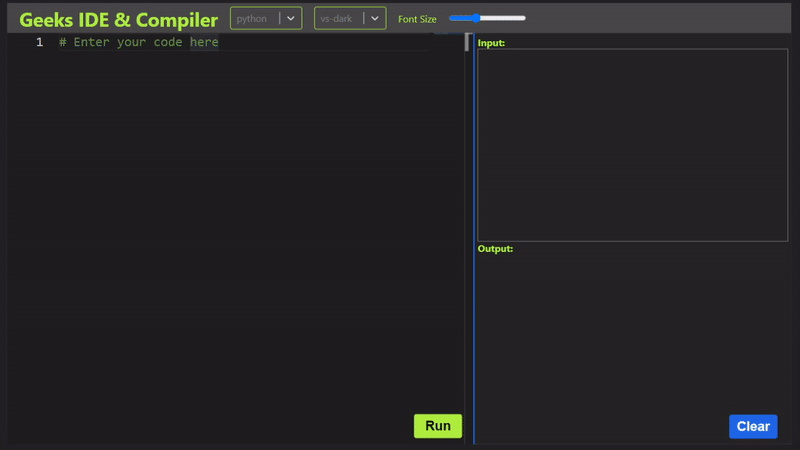 Geeks IDE & Compiler python vs-dark Font Size
1 # Enter your code here
Input:
Output:
Run
Clear